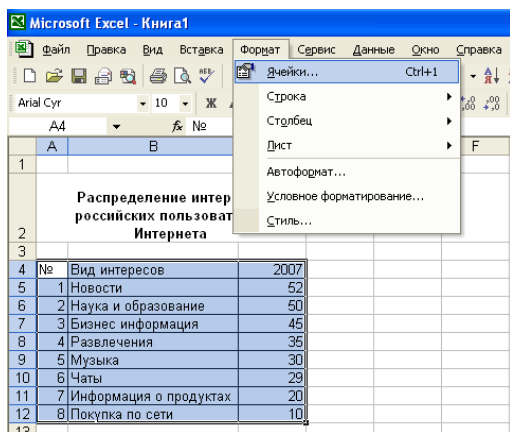 Microsoft Excel - Книга1
Файл Правка Вид Вставка Формат Сервис Данные Окно Справка
Ячейки... Ctrl+1
Arial Cyr 10 Ж
Строка
A4 fx №
Столбец
A B F
Лист
1
Автоформат...
Распределение интер
Условное форматирование...
российских пользоват
Стиль...
2 Интернета
3
4 № Вид интересов 2007
5 1 Новости 52
6 2 Наука и образование 50
7 3 Бизнес информация 45
8 4 Развлечения 35
9 5 Музыка 30
10 6 Чаты 29
11 7 Информация о продуктах 20
12 8 Покупка по сети 10